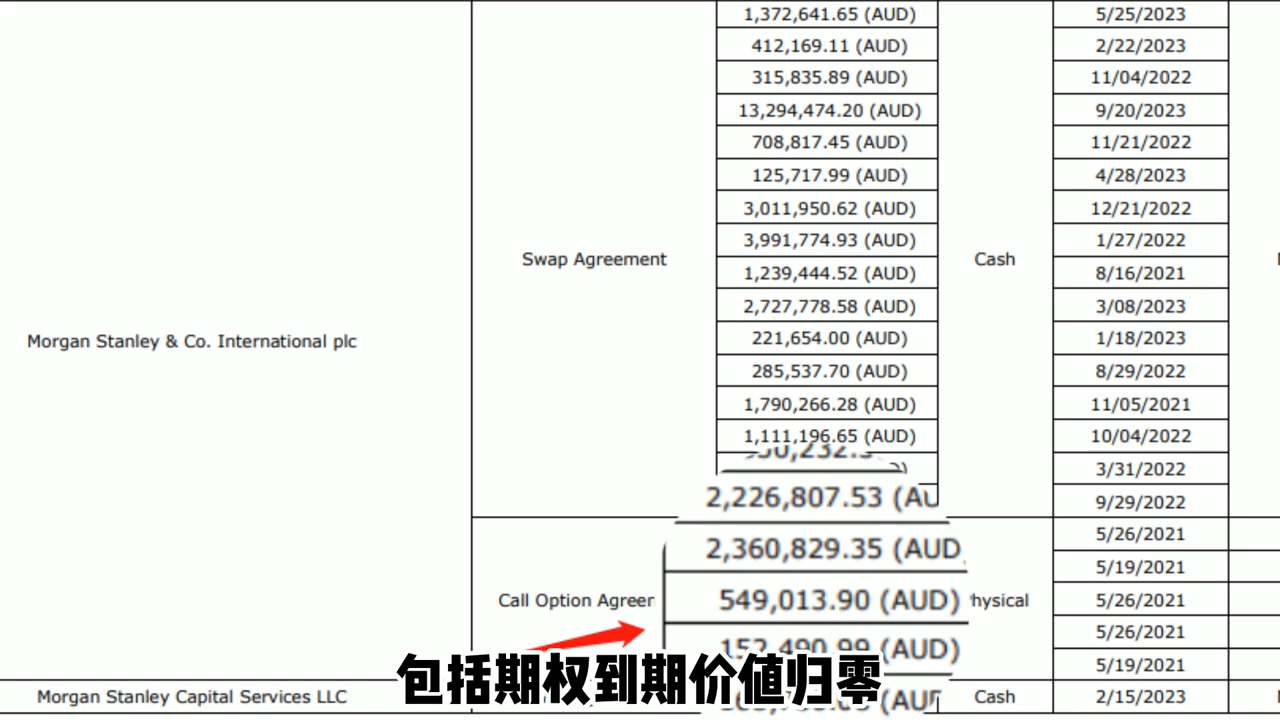 1,372,641.65 (AUD) 5/25/2023
412,169.11 (AUD) 2/22/2023
315,835.89 (AUD) 11/04/2022
13,294,474.20 (AUD) 9/20/2023
708,817.45 (AUD) 11/21/2022
125,717.99 (AUD) 4/28/2023
3,011,950.62 (AUD) 12/21/2022
3,991,774.93 (AUD) 1/27/2022
Swap Agreement Cash
1,239,444.52 (AUD) 8/16/2021
2,727,778.58 (AUD) 3/08/2023
221,654.00 (AUD) 1/18/2023
Morgan Stanley & Co. International plc
285,537.70 (AUD) 8/29/2022
1,790,266.28 (AUD) 11/05/2021
1,111,196.65 (AUD) 10/04/2022
3/31/2022
2,226,807.53 (AU 9/29/2022
5/26/2021
2,360,829.35 (AUD 5/19/2021
Call Option Agreer 549,013.90 (AUD) hysical 5/26/2021
152,490.99 (AUD) 5/26/2021
5/19/2021
包括期权到期价值归零
Morgan Stanley Capital Services LLC Cash 2/15/2023